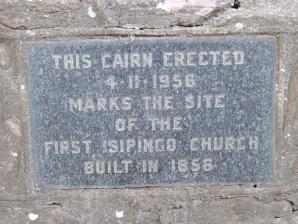 THIS CAIRN ERECTED
4·11·1956
MARKS THE SITE
OF THE
FIRST ISIPINGO CHURCH
BUILT IN 1856